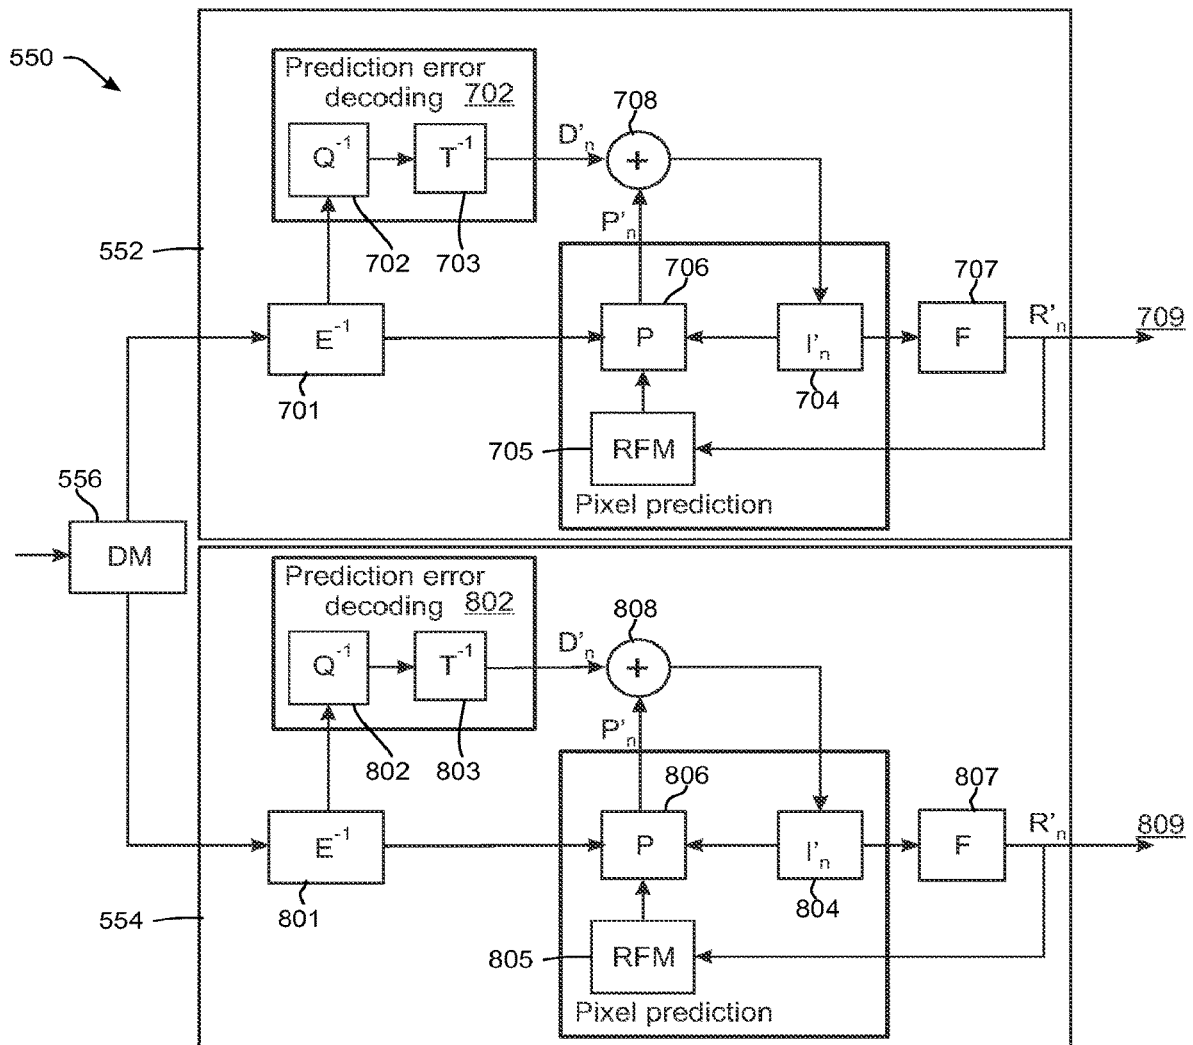 550
Prediction error
decoding 702
Q⁻¹
T⁻¹
D'ₙ
708
+
P'ₙ
552
702
703
706
707
E⁻¹
P
I'ₙ
F
R'ₙ
709
701
704
705
RFM
Pixel prediction
556
DM
Prediction error
decoding 802
Q⁻¹
T⁻¹
D'ₙ
808
+
P'ₙ
802
803
806
807
E⁻¹
P
I'ₙ
F
R'ₙ
809
801
804
554
805
RFM
Pixel prediction